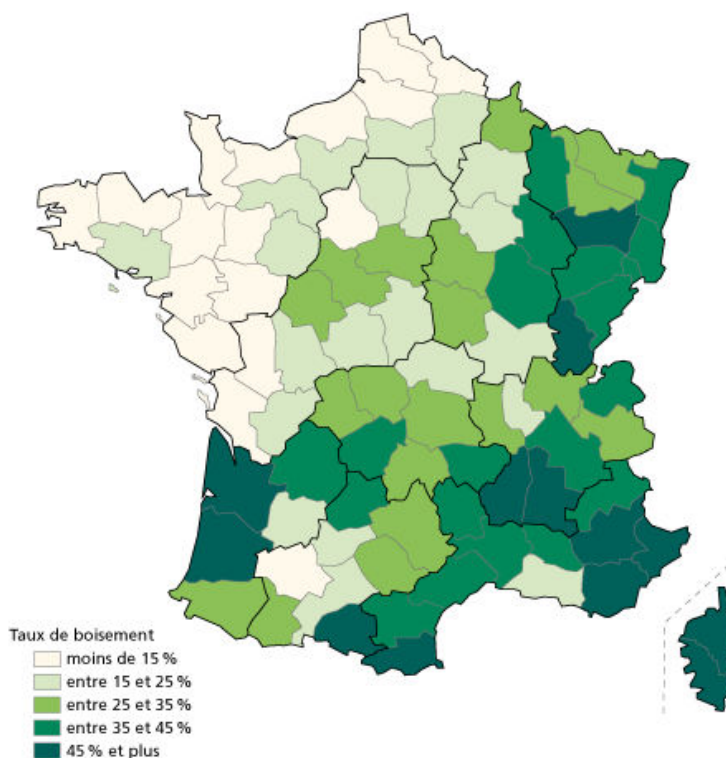 Taux de boisement
moins de 15 %
entre 15 et 25 %
entre 25 et 35 %
entre 35 et 45 %
45 % et plus